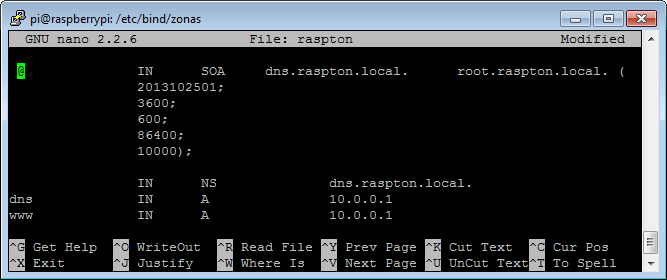 pi@raspberrypi: /etc/bind/zonas
GNU nano 2.2.6 File: raspton Modified
@ IN SOA dns.raspton.local. root.raspton.local. (
2013102501;
3600;
600;
86400;
10000);
IN NS dns.raspton.local.
dns IN A 10.0.0.1
www IN A 10.0.0.1
^G Get Help ^O WriteOut ^R Read File ^Y Prev Page ^K Cut Text ^C Cur Pos
^X Exit ^J Justify ^W Where Is ^V Next Page ^U UnCut Text ^T To Spell